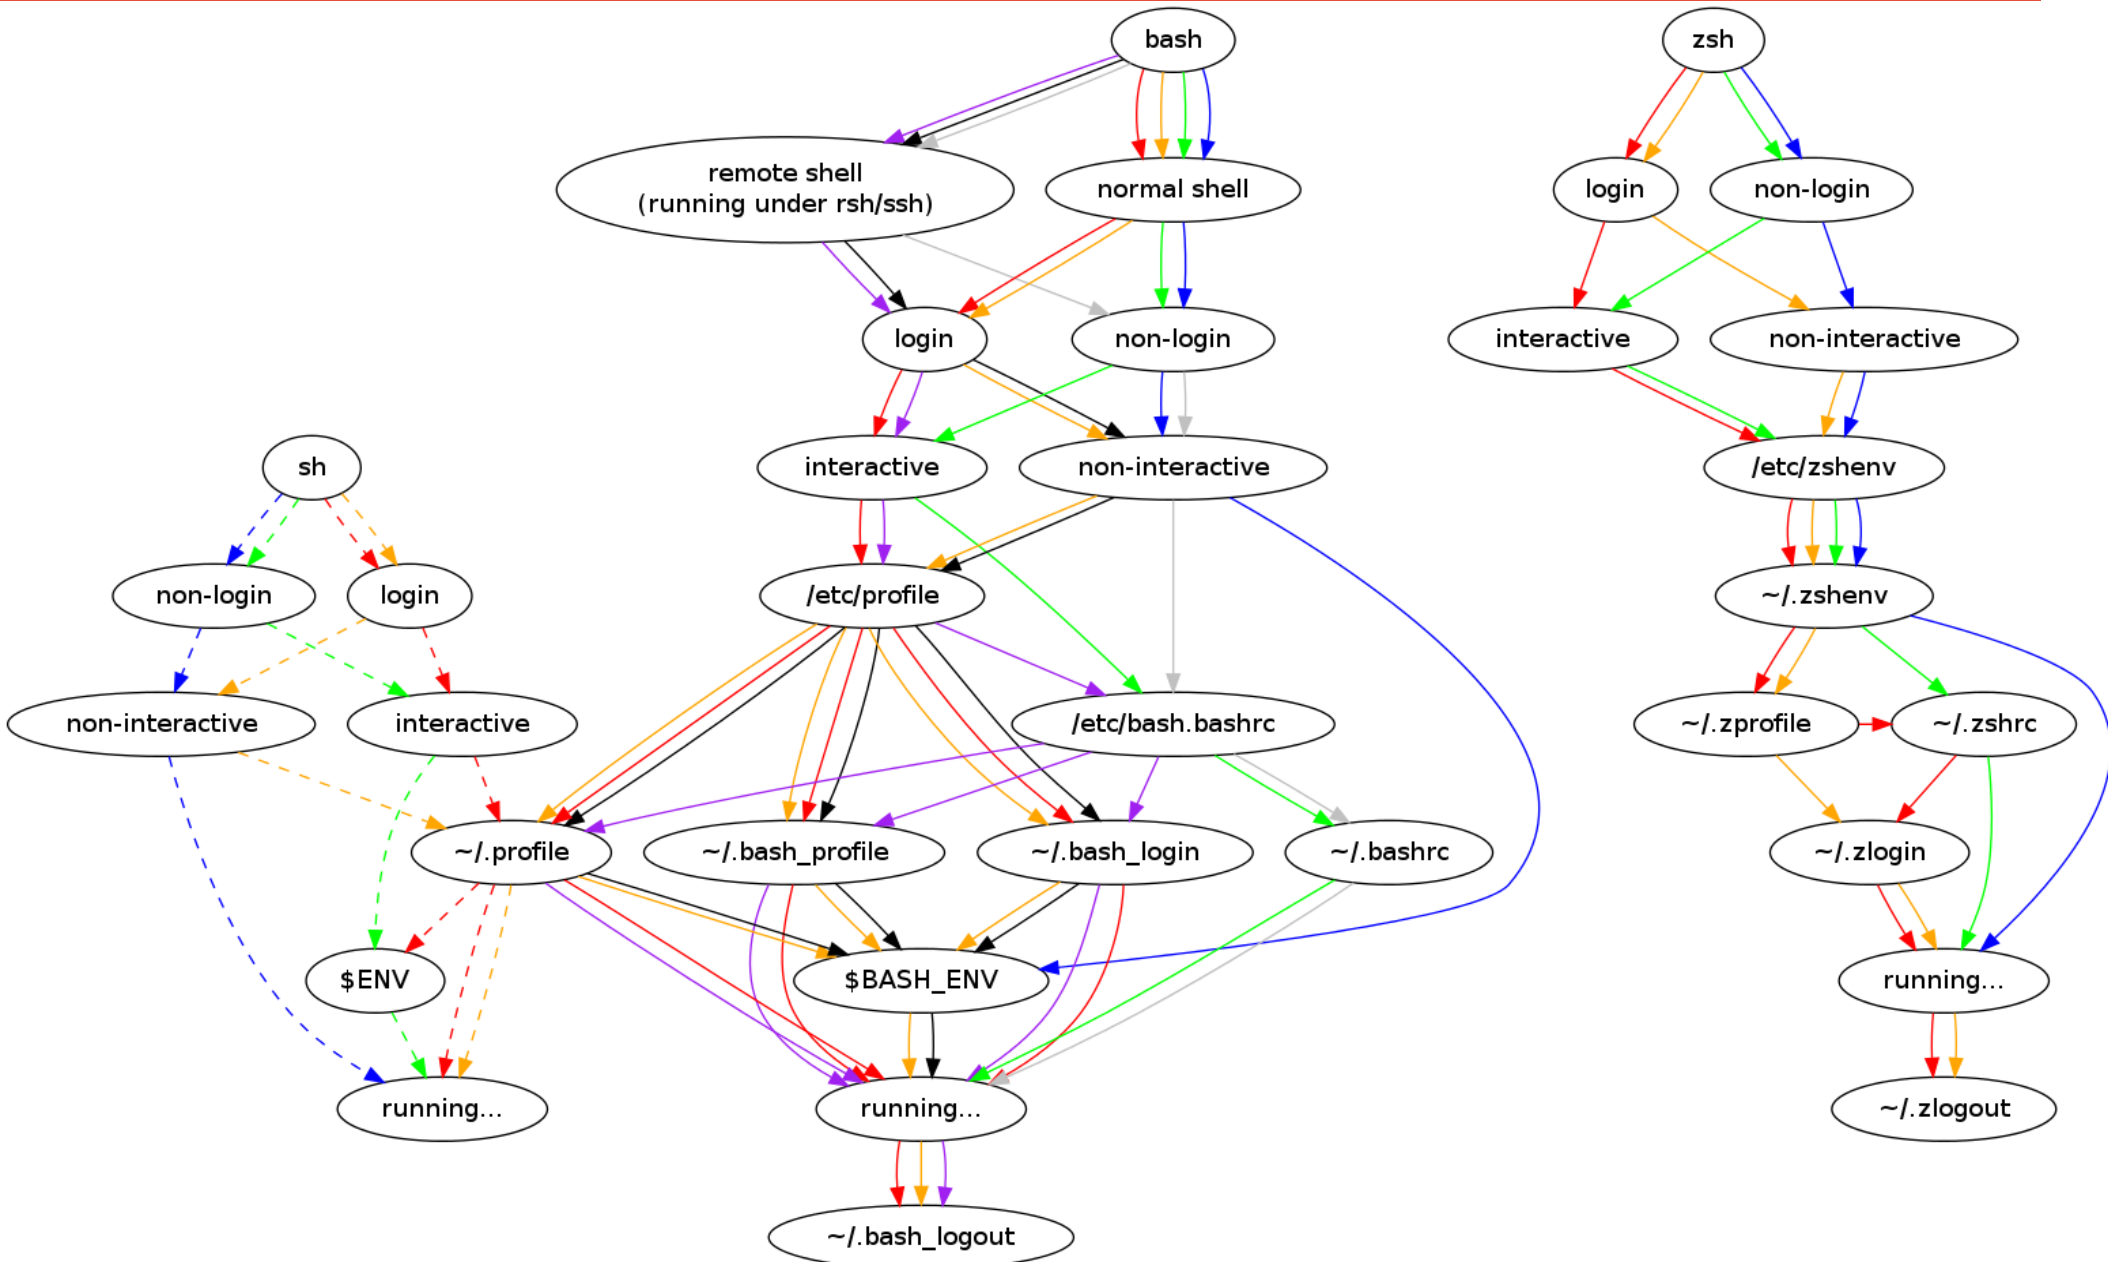 bash
zsh
remote shell
(running under rsh/ssh)
normal shell
login
non-login
login
non-login
interactive
non-interactive
sh
interactive
non-interactive
/etc/zshenv
non-login
login
/etc/profile
~/.zshenv
non-interactive
interactive
/etc/bash.bashrc
~/.zprofile
~/.zshrc
~/.profile
~/.bash_profile
~/.bash_login
~/.bashrc
~/.zlogin
$ENV
$BASH_ENV
running...
running...
running...
~/.zlogout
~/.bash_logout